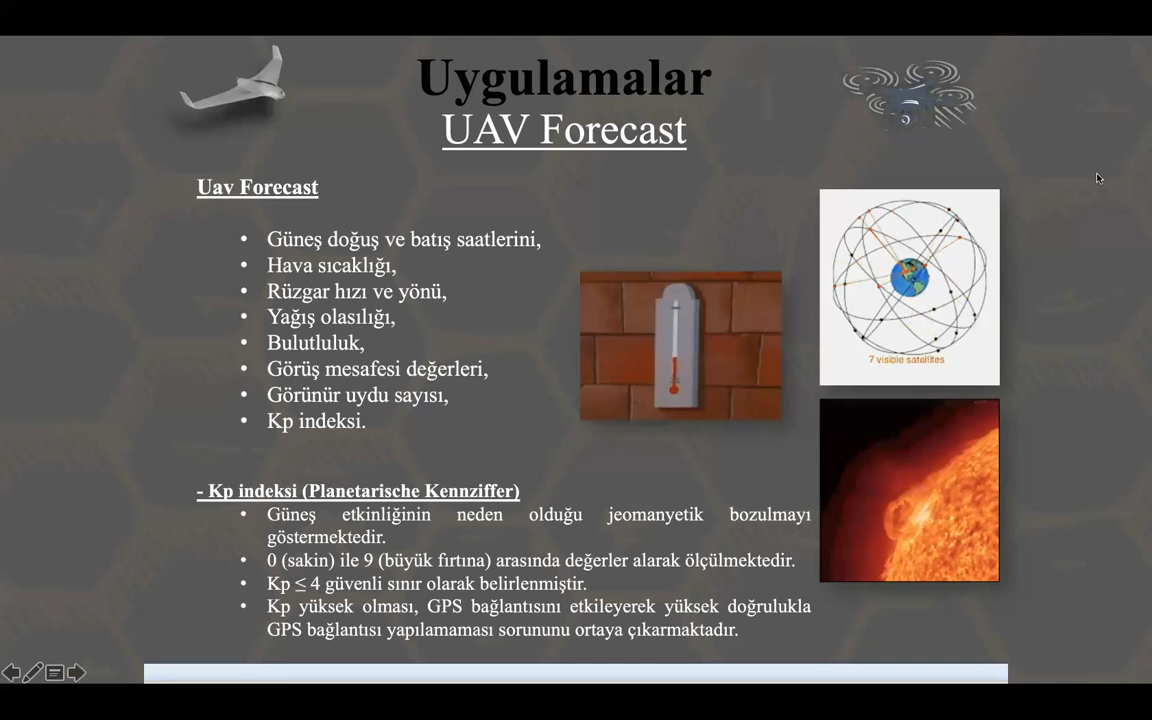 Uygulamalar
UAV Forecast
Uav Forecast
• Güneş doğuş ve batış saatlerini,
• Hava sıcaklığı,
• Rüzgar hızı ve yönü,
• Yağış olasılığı,
• Bulutluluk,
• Görüş mesafesi değerleri,
• Görünür uydu sayısı,
• Kp indeksi.
7 visible satellites
- Kp indeksi (Planetarische Kennziffer)
• Güneş etkinliğinin neden olduğu jeomanyetik bozulmayı
göstermektedir.
• 0 (sakin) ile 9 (büyük fırtına) arasında değerler alarak ölçülmektedir.
• Kp ≤ 4 güvenli sınır olarak belirlenmiştir.
• Kp yüksek olması, GPS bağlantısını etkileyerek yüksek doğrulukla
GPS bağlantısı yapılamaması sorununu ortaya çıkarmaktadır.